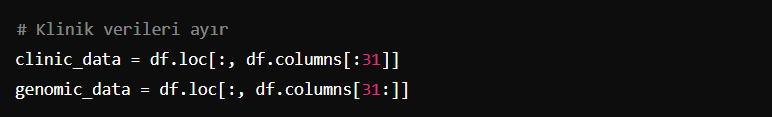 # Klinik verileri ayır
clinic_data = df.loc[:, df.columns[:31]]
genomic_data = df.loc[:, df.columns[31:]]